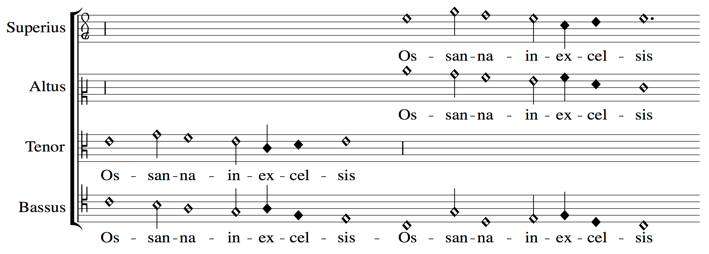 Superius
Os - san - na - in - ex - cel - sis
Altus
Os - san - na - in - ex - cel - sis
Tenor
Os - san - na - in - ex - cel - sis
Bassus
Os - san - na - in - ex - cel - sis - Os - san - na - in - ex - cel - sis